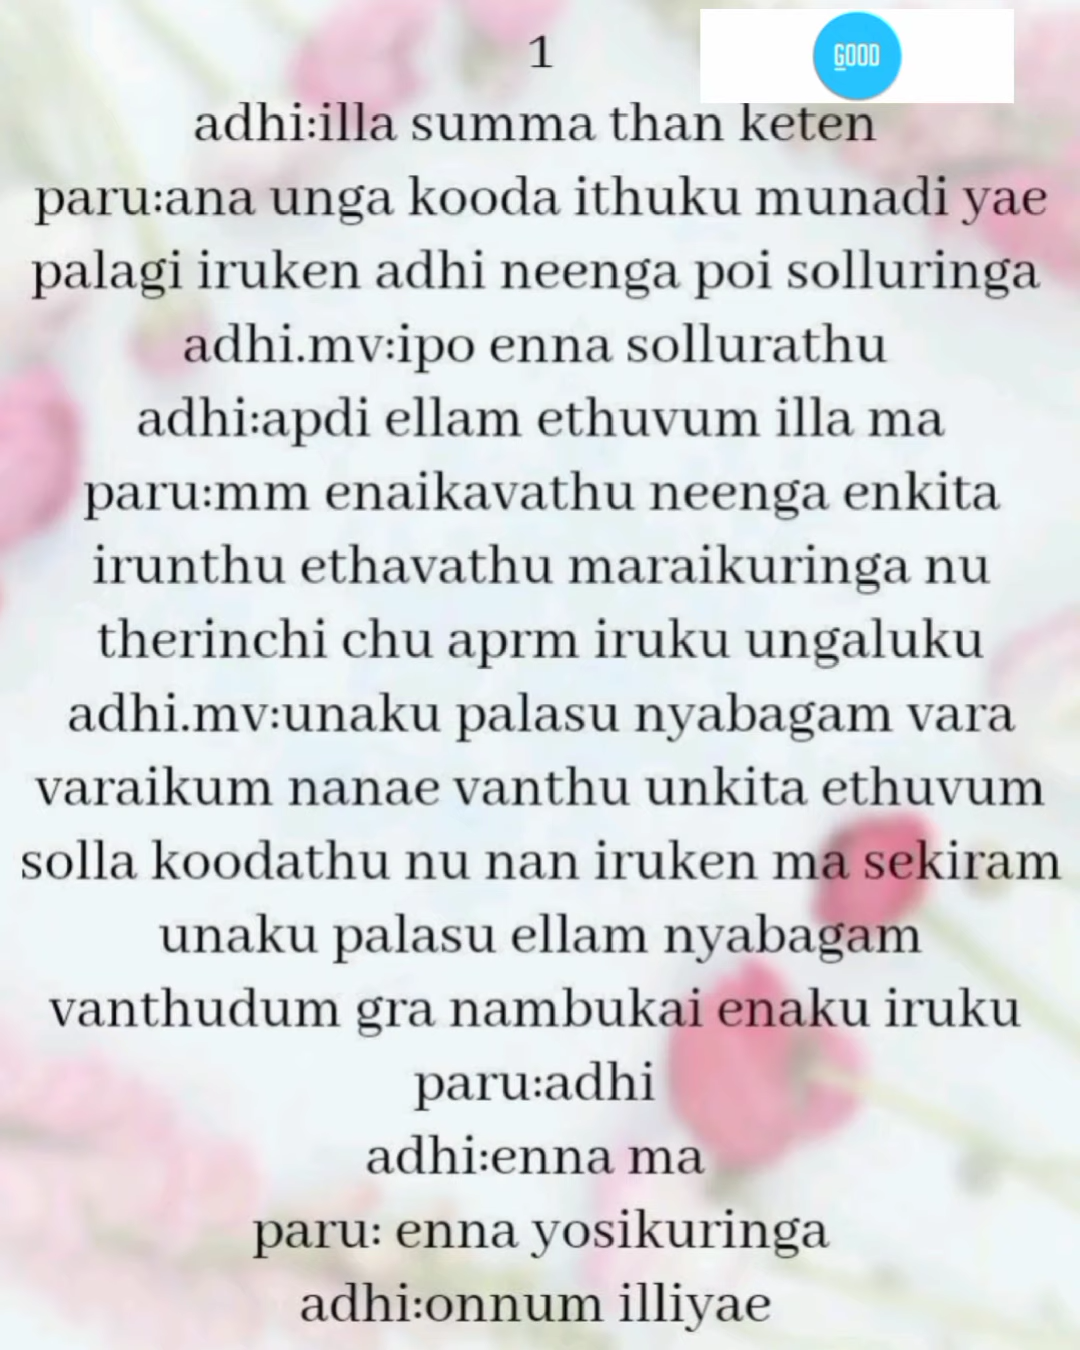 1
GOOD
adhi:illa summa than keten
paru:ana unga kooda ithuku munadi yae
palagi iruken adhi neenga poi solluringa
adhi.mv:ipo enna sollurathu
adhi:apdi ellam ethuvum illa ma
paru:mm enaikavathu neenga enkita
irunthu ethavathu maraikuringa nu
therinchi chu aprm iruku ungaluku
adhi.mv:unaku palasu nyabagam vara
varaikum nanae vanthu unkita ethuvum
solla koodathu nu nan iruken ma sekiram
unaku palasu ellam nyabagam
vanthudum gra nambukai enaku iruku
paru:adhi
adhi:enna ma
paru: enna yosikuringa
adhi:onnum illiyae